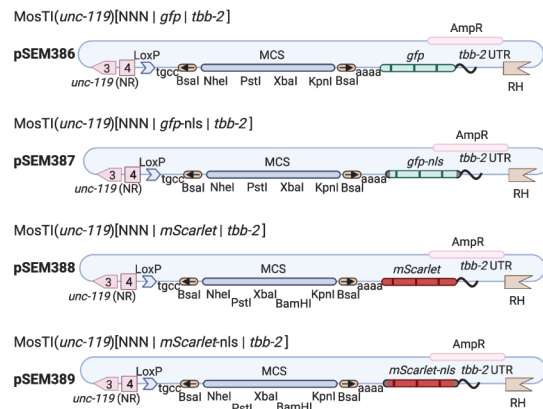 MosTI(unc-119)[NNN | gfp | tbb-2]
AmpR
pSEM386
LoxP
MCS
gfp
tbb-2 UTR
3 4
tgcc
aaaa
unc-119 (NR)
BsaI NheI PstI XbaI KpnI BsaI
RH
MosTI(unc-119)[NNN | gfp-nls | tbb-2]
AmpR
pSEM387
LoxP
MCS
gfp-nls
tbb-2 UTR
3 4
tgcc
aaaa
unc-119 (NR)
BsaI NheI PstI XbaI KpnI BsaI
RH
MosTI(unc-119)[NNN | mScarlet | tbb-2]
AmpR
pSEM388
LoxP
MCS
mScarlet
tbb-2 UTR
3 4
tgcc
aaaa
unc-119 (NR)
BsaI NheI XbaI KpnI BsaI
PstI BamHI
RH
MosTI(unc-119)[NNN | mScarlet-nls | tbb-2]
AmpR
pSEM389
LoxP
MCS
mScarlet-nls
tbb-2 UTR
3 4
tgcc
aaaa
unc-119 (NR)
BsaI NheI XbaI KpnI BsaI
PstI BamHI
RH